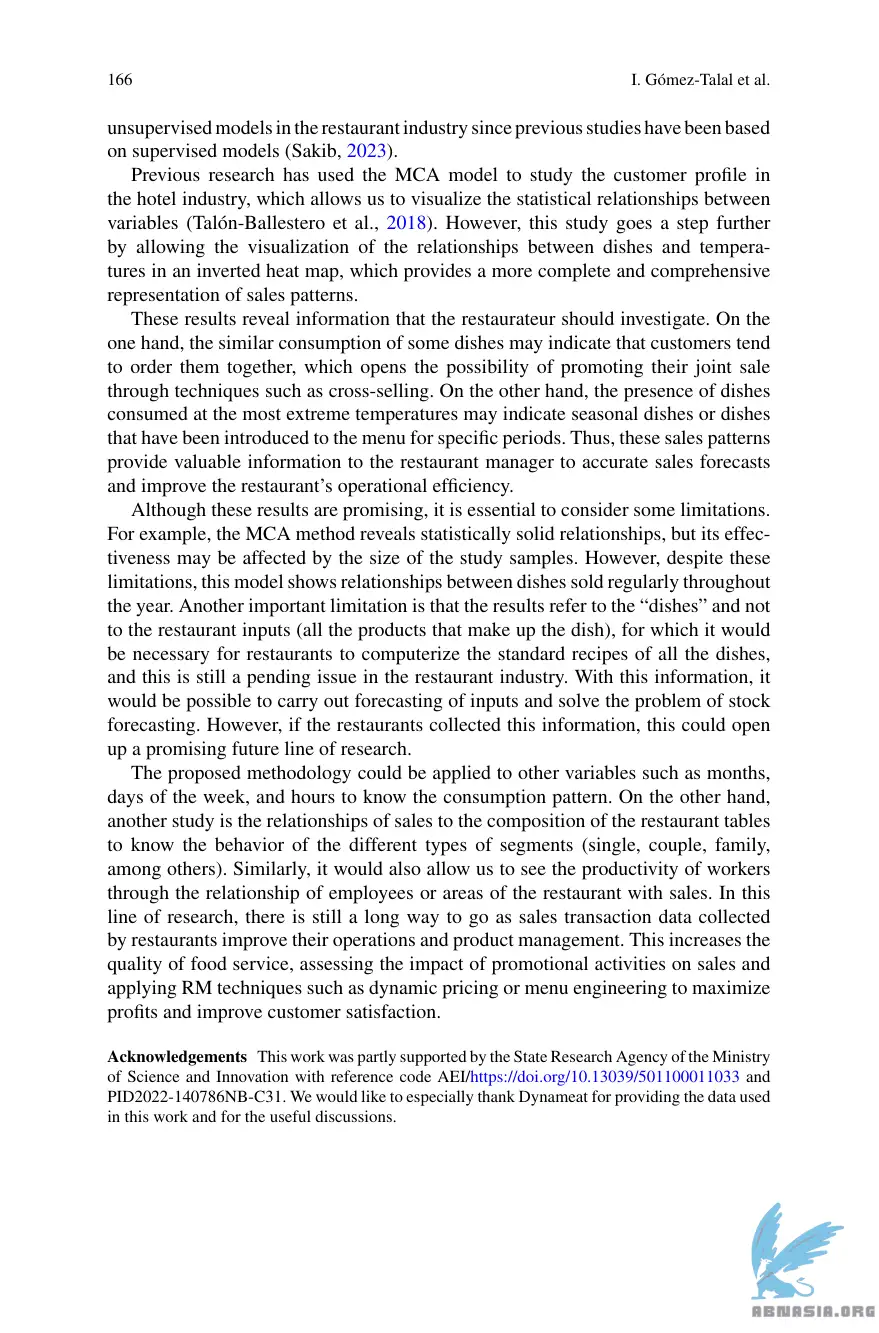 166
I. Gómez-Talal et al.
unsupervised models in the restaurant industry since previous studies have been based
on supervised models (Sakib, 2023).
Previous research has used the MCA model to study the customer profile in
the hotel industry, which allows us to visualize the statistical relationships between
variables (Talón-Ballestero et al., 2018). However, this study goes a step further
by allowing the visualization of the relationships between dishes and tempera-
tures in an inverted heat map, which provides a more complete and comprehensive
representation of sales patterns.
These results reveal information that the restaurateur should investigate. On the
one hand, the similar consumption of some dishes may indicate that customers tend
to order them together, which opens the possibility of promoting their joint sale
through techniques such as cross-selling. On the other hand, the presence of dishes
consumed at the most extreme temperatures may indicate seasonal dishes or dishes
that have been introduced to the menu for specific periods. Thus, these sales patterns
provide valuable information to the restaurant manager to accurate sales forecasts
and improve the restaurant's operational efficiency.
Although these results are promising, it is essential to consider some limitations.
For example, the MCA method reveals statistically solid relationships, but its effec-
tiveness may be affected by the size of the study samples. However, despite these
limitations, this model shows relationships between dishes sold regularly throughout
the year. Another important limitation is that the results refer to the “dishes” and not
to the restaurant inputs (all the products that make up the dish), for which it would
be necessary for restaurants to computerize the standard recipes of all the dishes,
and this is still a pending issue in the restaurant industry. With this information, it
would be possible to carry out forecasting of inputs and solve the problem of stock
forecasting. However, if the restaurants collected this information, this could open
up a promising future line of research.
The proposed methodology could be applied to other variables such as months,
days of the week, and hours to know the consumption pattern. On the other hand,
another study is the relationships of sales to the composition of the restaurant tables
to know the behavior of the different types of segments (single, couple, family,
among others). Similarly, it would also allow us to see the productivity of workers
through the relationship of employees or areas of the restaurant with sales. In this
line of research, there is still a long way to go as sales transaction data collected
by restaurants improve their operations and product management. This increases the
quality of food service, assessing the impact of promotional activities on sales and
applying RM techniques such as dynamic pricing or menu engineering to maximize
profits and improve customer satisfaction.
Acknowledgements This work was partly supported by the State Research Agency of the Ministry
of Science and Innovation with reference code AEI/https://doi.org/10.13039/501100011033 and
PID2022-140786NB-C31. We would like to especially thank Dynameat for providing the data used
in this work and for the useful discussions.
ABNASIA.ORG